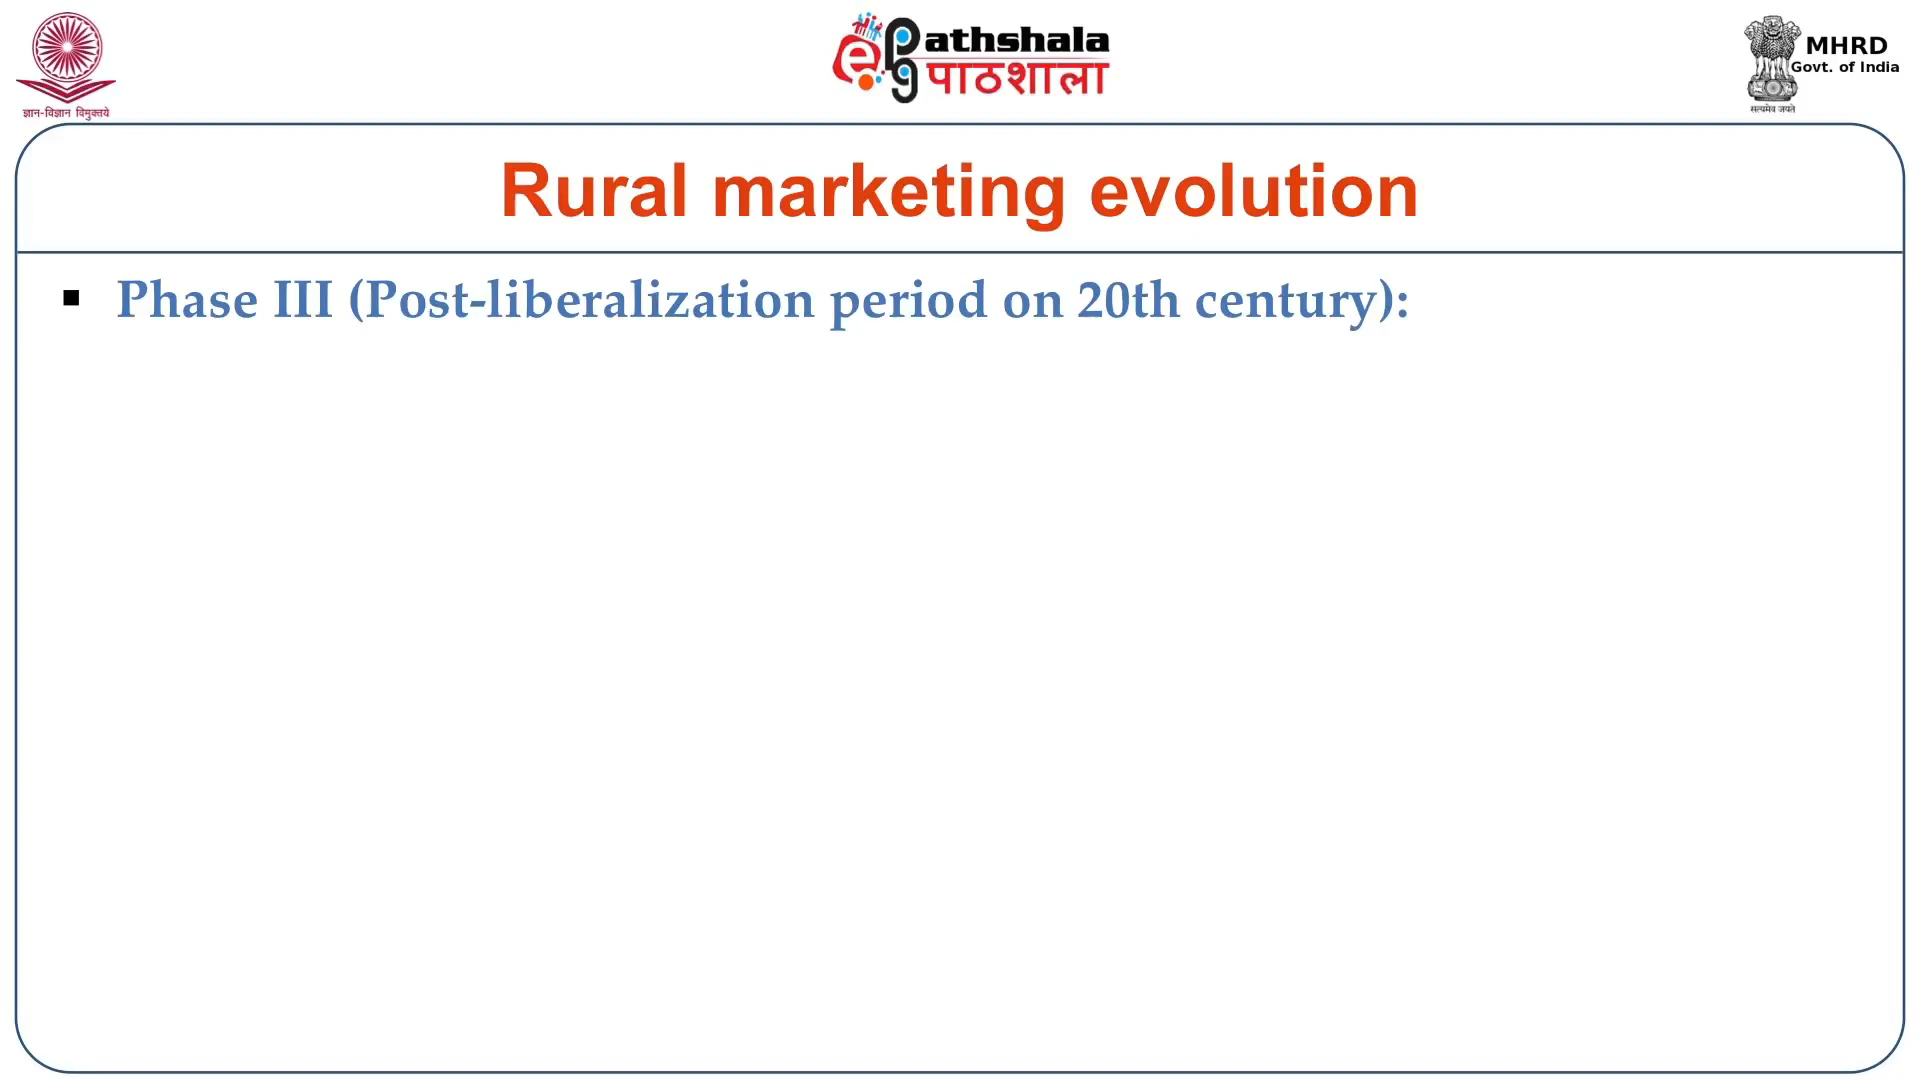 ज्ञान-विज्ञान विमुक्तये
ePathshala
पाठशाला
MHRD
Govt. of India
सत्यमेव जयते
Rural marketing evolution
▪ Phase III (Post-liberalization period on 20th century):